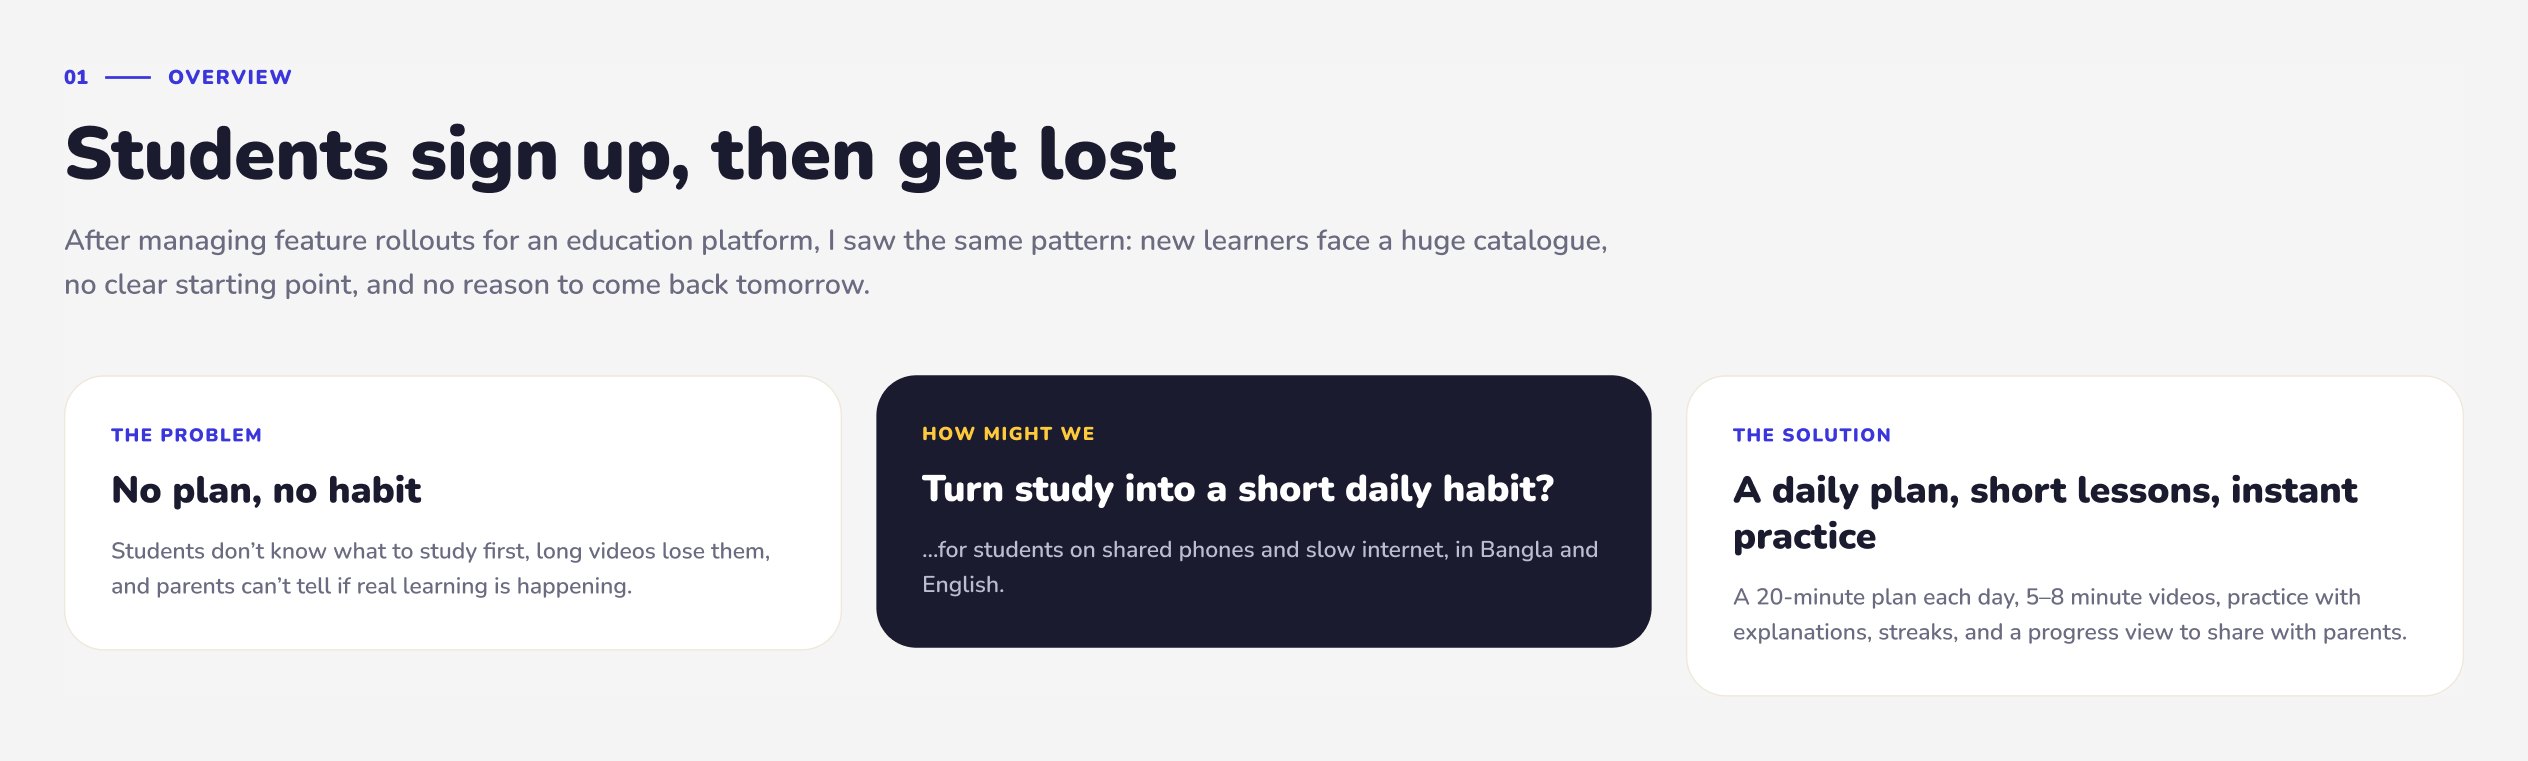 01 — OVERVIEW
Students sign up, then get lost
After managing feature rollouts for an education platform, I saw the same pattern: new learners face a huge catalogue,
no clear starting point, and no reason to come back tomorrow.
THE PROBLEM
No plan, no habit
Students don’t know what to study first, long videos lose them,
and parents can’t tell if real learning is happening.
HOW MIGHT WE
Turn study into a short daily habit?
...for students on shared phones and slow internet, in Bangla and
English.
THE SOLUTION
A daily plan, short lessons, instant
practice
A 20-minute plan each day, 5–8 minute videos, practice with
explanations, streaks, and a progress view to share with parents.